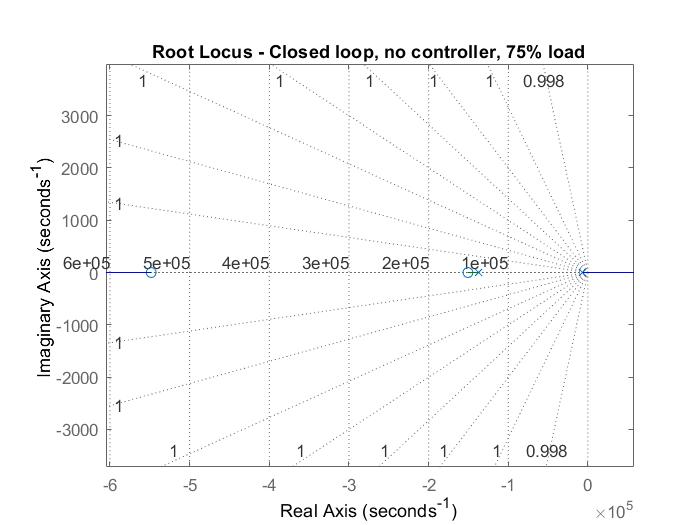 Root Locus - Closed loop, no controller, 75% load
1 1 1 1 1 0.998
3000
1
2000
1
1000
6e+05 5e+05 4e+05 3e+05 2e+05 1e+05
0
-1000
1
-2000
1
-3000
1 1 1 1 1 0.998
-6 -5 -4 -3 -2 -1 0
Real Axis (seconds-1)
×10^5
Imaginary Axis (seconds-1)